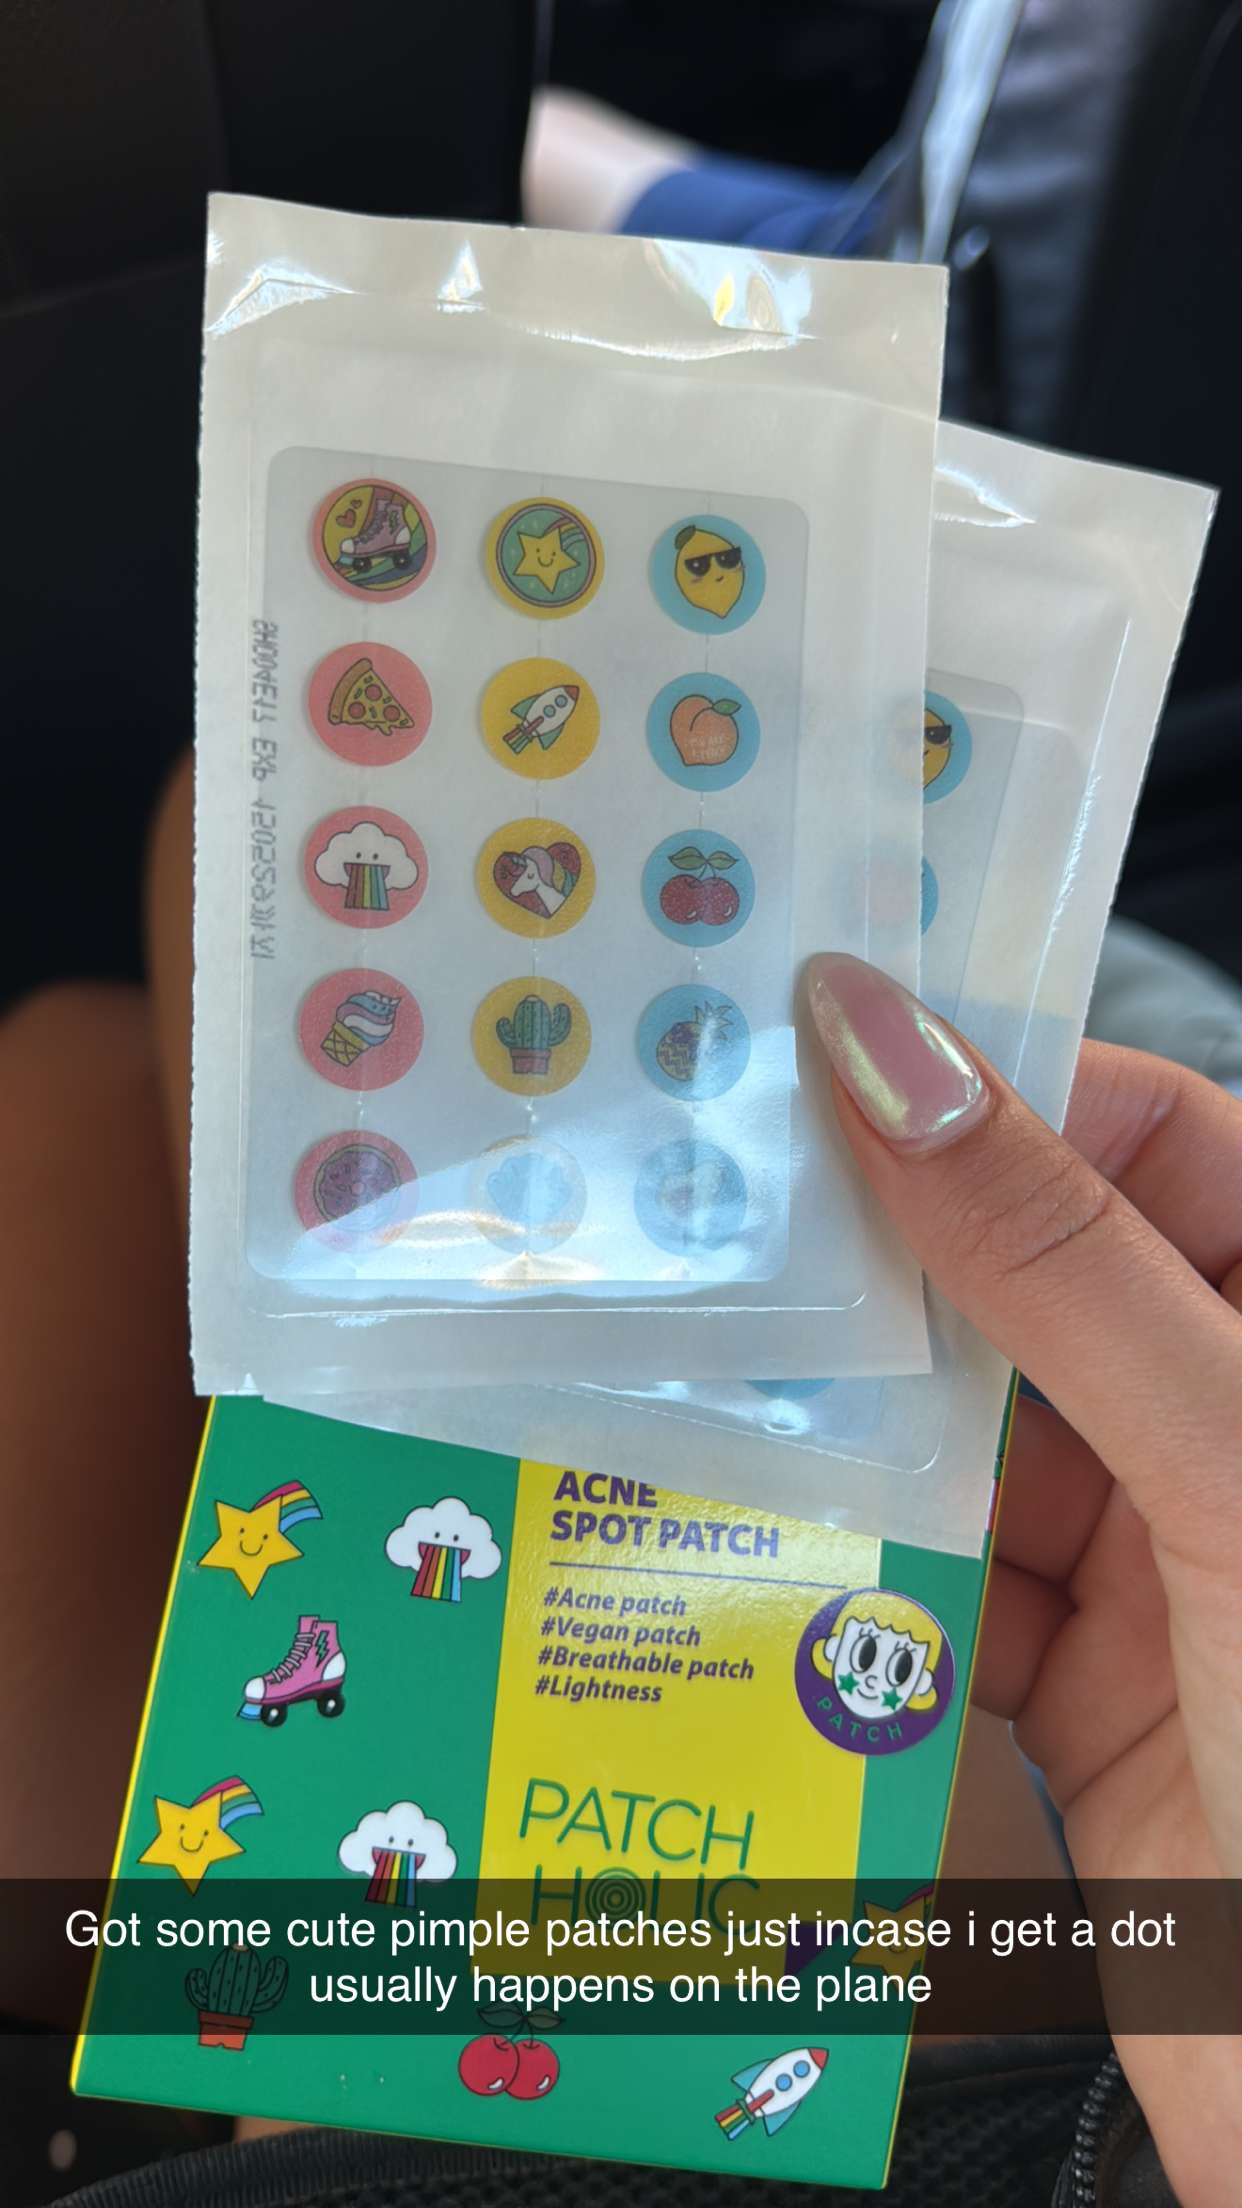 ACNE
SPOT PATCH
#Acne patch
#Vegan patch
#Breathable patch
#Lightness
PATCH
PATCH
HOLIC
Got some cute pimple patches just incase i get a dot
usually happens on the plane